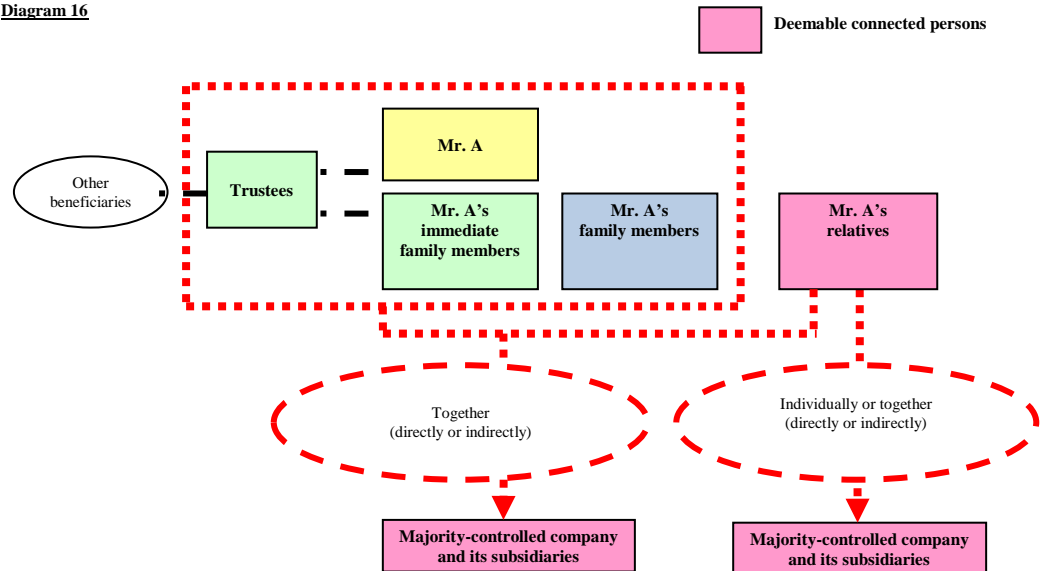 Diagram 16
Deemable connected persons
Mr. A
Other
beneficiaries
Trustees
Mr. A’s
immediate
family members
Mr. A’s
family members
Mr. A’s
relatives
Together
(directly or indirectly)
Individually or together
(directly or indirectly)
Majority-controlled company
and its subsidiaries
Majority-controlled company
and its subsidiaries